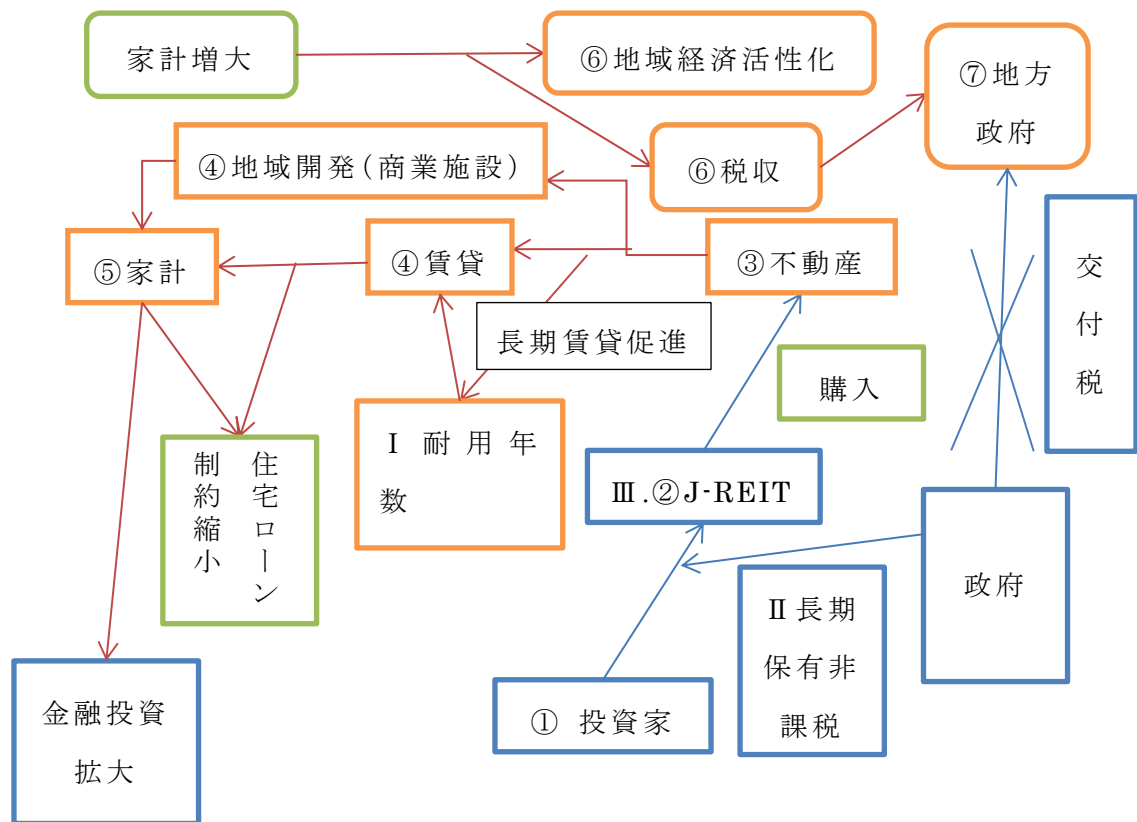 家計増大
⑥地域経済活性化
⑦地方
政府
④地域開発(商業施設)
⑥税収
⑤家計
④賃貸
③不動産
交
付
税
長期賃貸促進
購入
住宅ローン
制約縮小
Ⅰ 耐用年
数
Ⅲ.②J-REIT
政府
Ⅱ長期
保有非
課税
① 投資家
金融投資
拡大